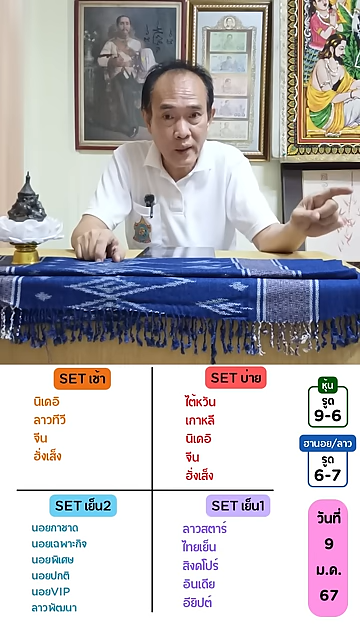 SET เช้า
นิเคอิ
ลาวทีวี
จีน
ฮั่งเส็ง
SET บ่าย
ไต้หวัน
เกาหลี
นิเคอิ
จีน
ฮั่งเส็ง
หุ้น
รูด
9-6
ฮานอย/ลาว
รูด
6-7
SET เย็น2
นอยกาชาด
นอยเฉพาะกิจ
นอยพิเศษ
นอยปกติ
นอยVIP
ลาวพัฒนา
SET เย็น1
ลาวสตาร์
ไทยเย็น
สิงคโปร์
อินเดีย
อียิปต์
วันที่
9
ม.ค.
67